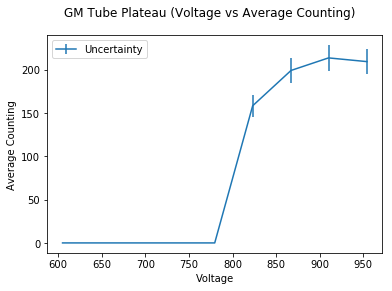 GM Tube Plateau (Voltage vs Average Counting)
Uncertainty
Average Counting
200
150
100
50
0
600 650 700 750 800 850 900 950
Voltage